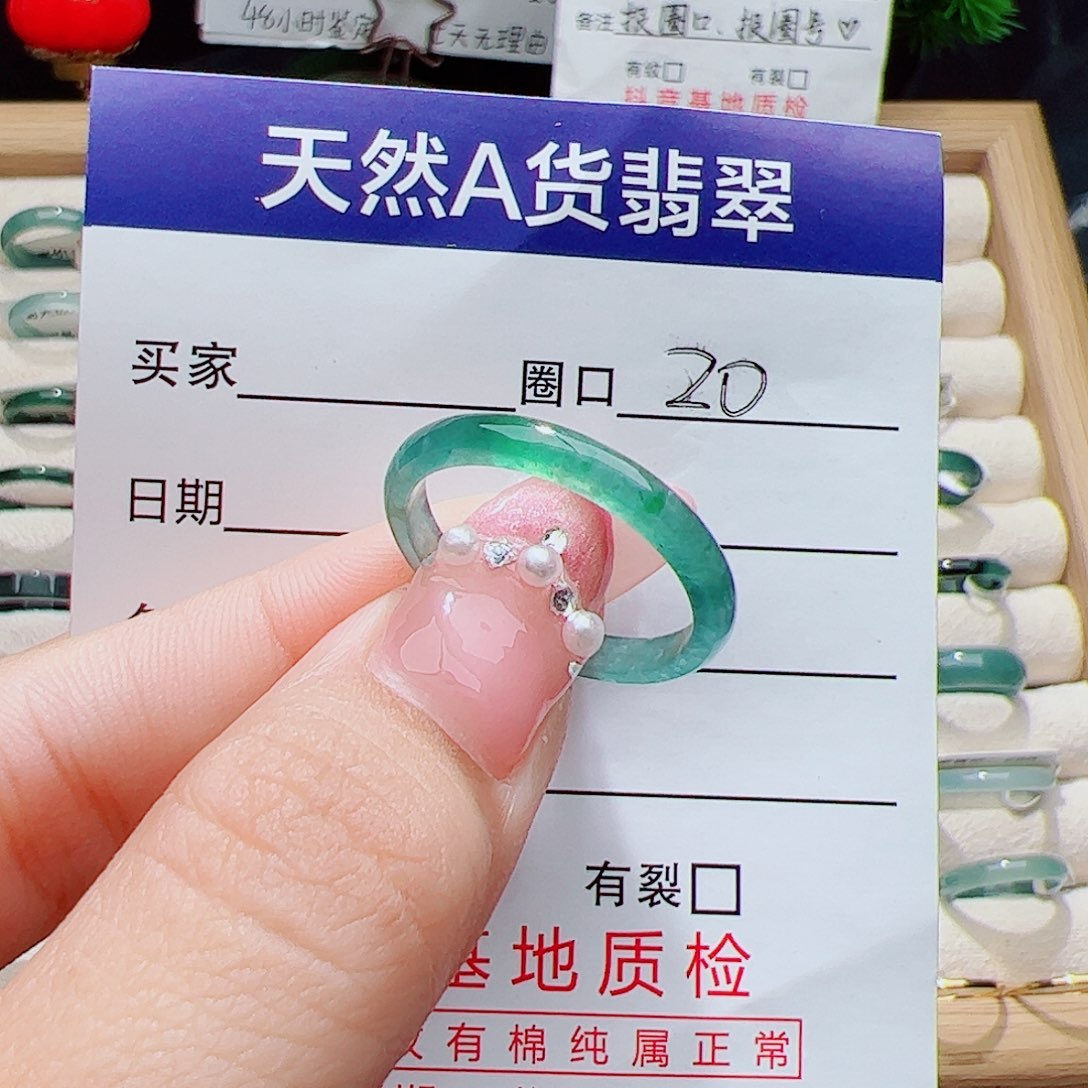 48小时鉴定
七天无理由
备注 报圈口、报圈号♡
有纹□ 有裂□
抖音基地质检
天然A货翡翠
买家 圈口 20
日期
有裂□
基地质检
有棉纯属正常